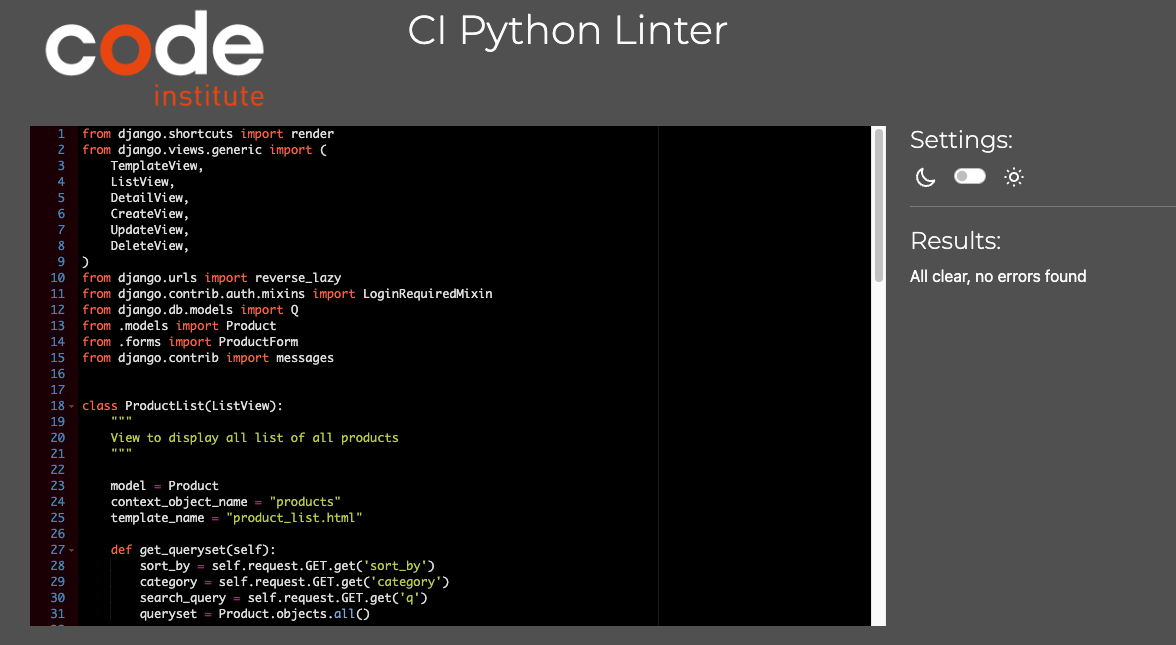 code
institute
CI Python Linter
1 from django.shortcuts import render
2 from django.views.generic import (
3     TemplateView,
4     ListView,
5     DetailView,
6     CreateView,
7     UpdateView,
8     DeleteView,
9 )
10 from django.urls import reverse_lazy
11 from django.contrib.auth.mixins import LoginRequiredMixin
12 from django.db.models import Q
13 from .models import Product
14 from .forms import ProductForm
15 from django.contrib import messages
16
17
18 class ProductList(ListView):
19     """
20     View to display all list of all products
21     """
22
23     model = Product
24     context_object_name = "products"
25     template_name = "product_list.html"
26
27     def get_queryset(self):
28         sort_by = self.request.GET.get('sort_by')
29         category = self.request.GET.get('category')
30         search_query = self.request.GET.get('q')
31         queryset = Product.objects.all()
Settings:
Results:
All clear, no errors found